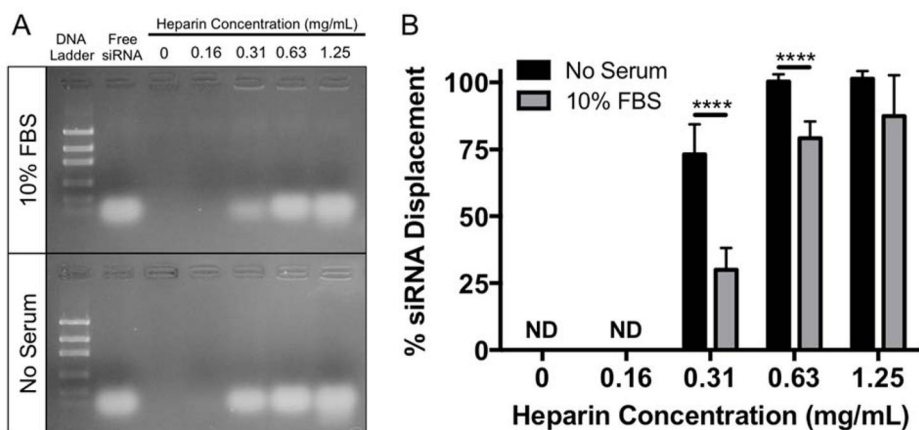 A
Heparin Concentration (mg/mL)
DNA Ladder
Free siRNA
0 0.16 0.31 0.63 1.25
10% FBS
No Serum
B
% siRNA Displacement
100
75
50
25
0
No Serum
10% FBS
****
****
ND ND
0 0.16 0.31 0.63 1.25
Heparin Concentration (mg/mL)